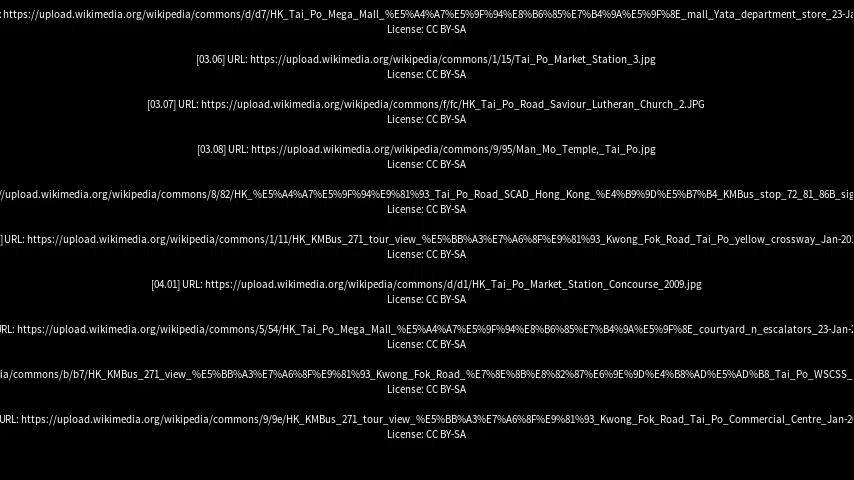 https://upload.wikimedia.org/wikipedia/commons/d/d7/HK_Tai_Po_Mega_Mall_%E5%A4%A7%E5%9F%94%E8%B6%85%E7%B4%9A%E5%9F%8E_mall_Yata_department_store_23-Ja
License: CC BY-SA
[03.06] URL: https://upload.wikimedia.org/wikipedia/commons/1/15/Tai_Po_Market_Station_3.jpg
License: CC BY-SA
[03.07] URL: https://upload.wikimedia.org/wikipedia/commons/f/fc/HK_Tai_Po_Road_Saviour_Lutheran_Church_2.JPG
License: CC BY-SA
[03.08] URL: https://upload.wikimedia.org/wikipedia/commons/9/95/Man_Mo_Temple,_Tai_Po.jpg
License: CC BY-SA
/upload.wikimedia.org/wikipedia/commons/8/82/HK_%E5%A4%A7%E5%9F%94%E9%81%93_Tai_Po_Road_SCAD_Hong_Kong_%E4%B9%9D%E5%B7%B4_KMBus_stop_72_81_86B_sig
License: CC BY-SA
] URL: https://upload.wikimedia.org/wikipedia/commons/1/11/HK_KMBus_271_tour_view_%E5%BB%A3%E7%A6%8F%E9%81%93_Kwong_Fok_Road_Tai_Po_yellow_crossway_Jan-201
License: CC BY-SA
[04.01] URL: https://upload.wikimedia.org/wikipedia/commons/d/d1/HK_Tai_Po_Market_Station_Concourse_2009.jpg
License: CC BY-SA
URL: https://upload.wikimedia.org/wikipedia/commons/5/54/HK_Tai_Po_Mega_Mall_%E5%A4%A7%E5%9F%94%E8%B6%85%E7%B4%9A%E5%9F%8E_courtyard_n_escalators_23-Jan-2
License: CC BY-SA
ia/commons/b/b7/HK_KMBus_271_view_%E5%BB%A3%E7%A6%8F%E9%81%93_Kwong_Fok_Road_%E7%8E%8B%E8%82%87%E6%9E%9D%E4%B8%AD%E5%AD%B8_Tai_Po_WSCSS_
License: CC BY-SA
URL: https://upload.wikimedia.org/wikipedia/commons/9/9e/HK_KMBus_271_tour_view_%E5%BB%A3%E7%A6%8F%E9%81%93_Kwong_Fok_Road_Tai_Po_Commercial_Centre_Jan-20
License: CC BY-SA